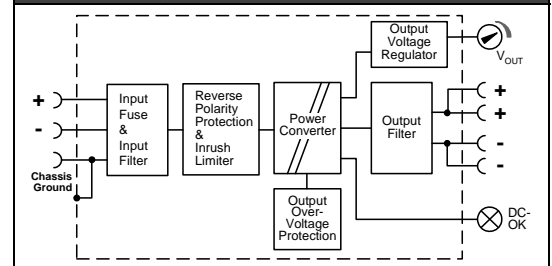 +
-
Chassis
Ground
Input
Fuse
&
Input
Filter
Reverse
Polarity
Protection
&
Inrush
Limiter
Power
Converter
Output
Over-
Voltage
Protection
Output
Voltage
Regulator
Output
Filter
VOUT
+
+
-
-
DC-
OK